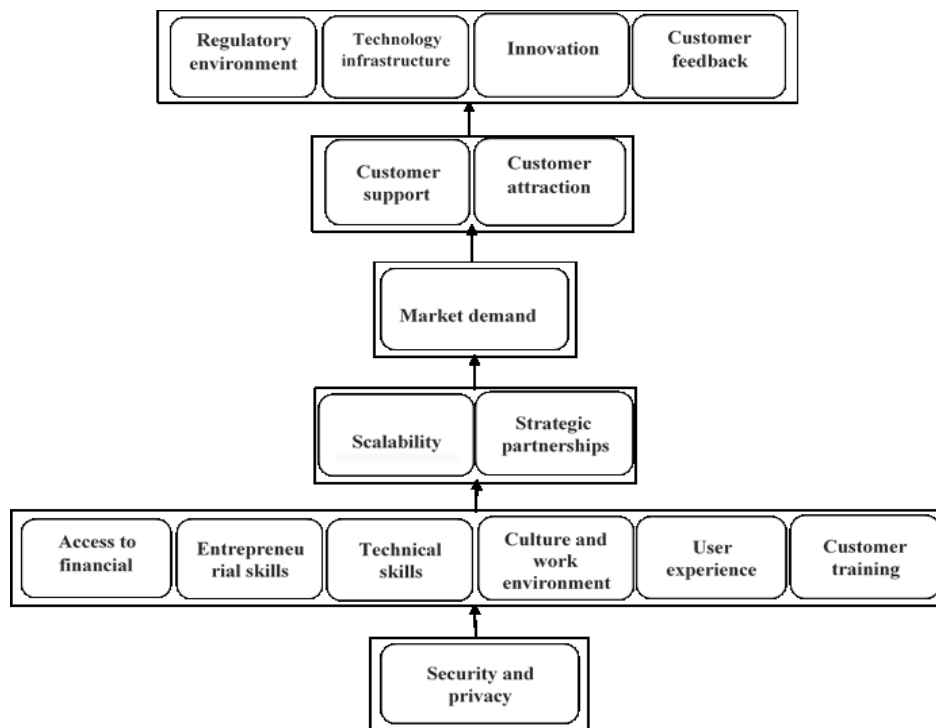 Regulatory
environment
Technology
infrastructure
Innovation
Customer
feedback
Customer
support
Customer
attraction
Market demand
Scalability
Strategic
partnerships
Access to
financial
Entrepreneu
rial skills
Technical
skills
Culture and
work
environment
User
experience
Customer
training
Security and
privacy